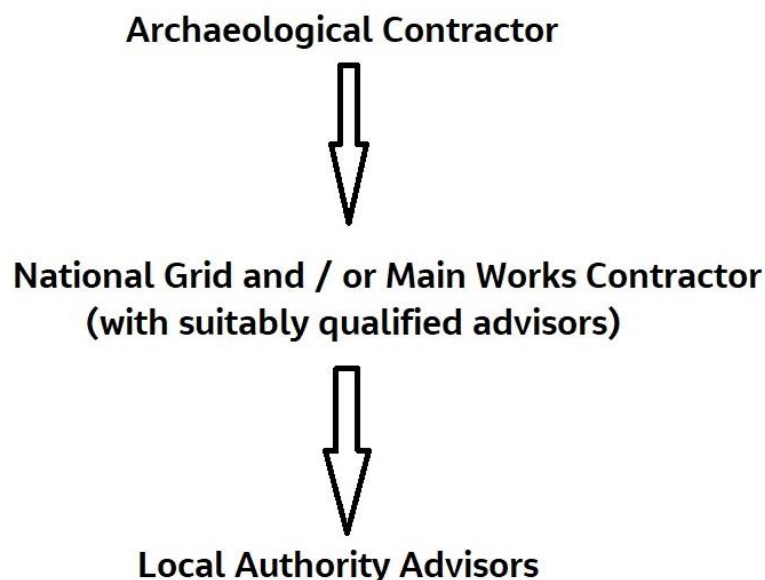 Archaeological Contractor
National Grid and / or Main Works Contractor
(with suitably qualified advisors)
Local Authority Advisors